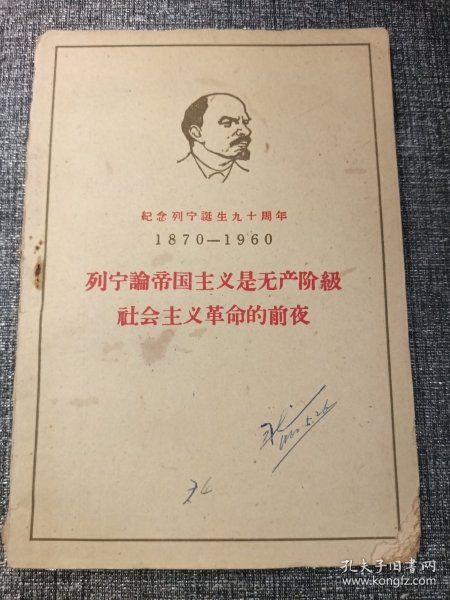 紀念列宁誕生九十周年
1870—1960
列宁論帝国主义是无产阶級
社会主义革命的前夜
孔夫子旧书网
www.kongfz.com